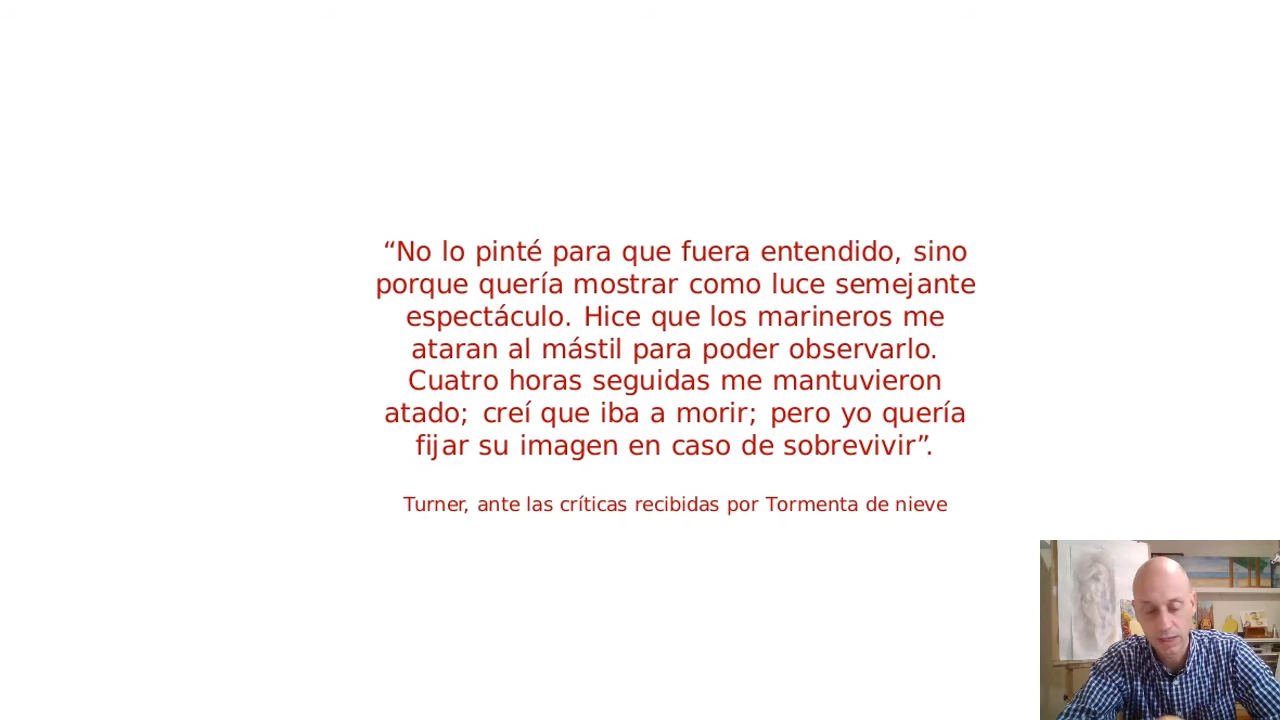 “No lo pinté para que fuera entendido, sino
porque quería mostrar como luce semejante
espectáculo. Hice que los marineros me
ataran al mástil para poder observarlo.
Cuatro horas seguidas me mantuvieron
atado; creí que iba a morir; pero yo quería
fijar su imagen en caso de sobrevivir”.
Turner, ante las críticas recibidas por Tormenta de nieve